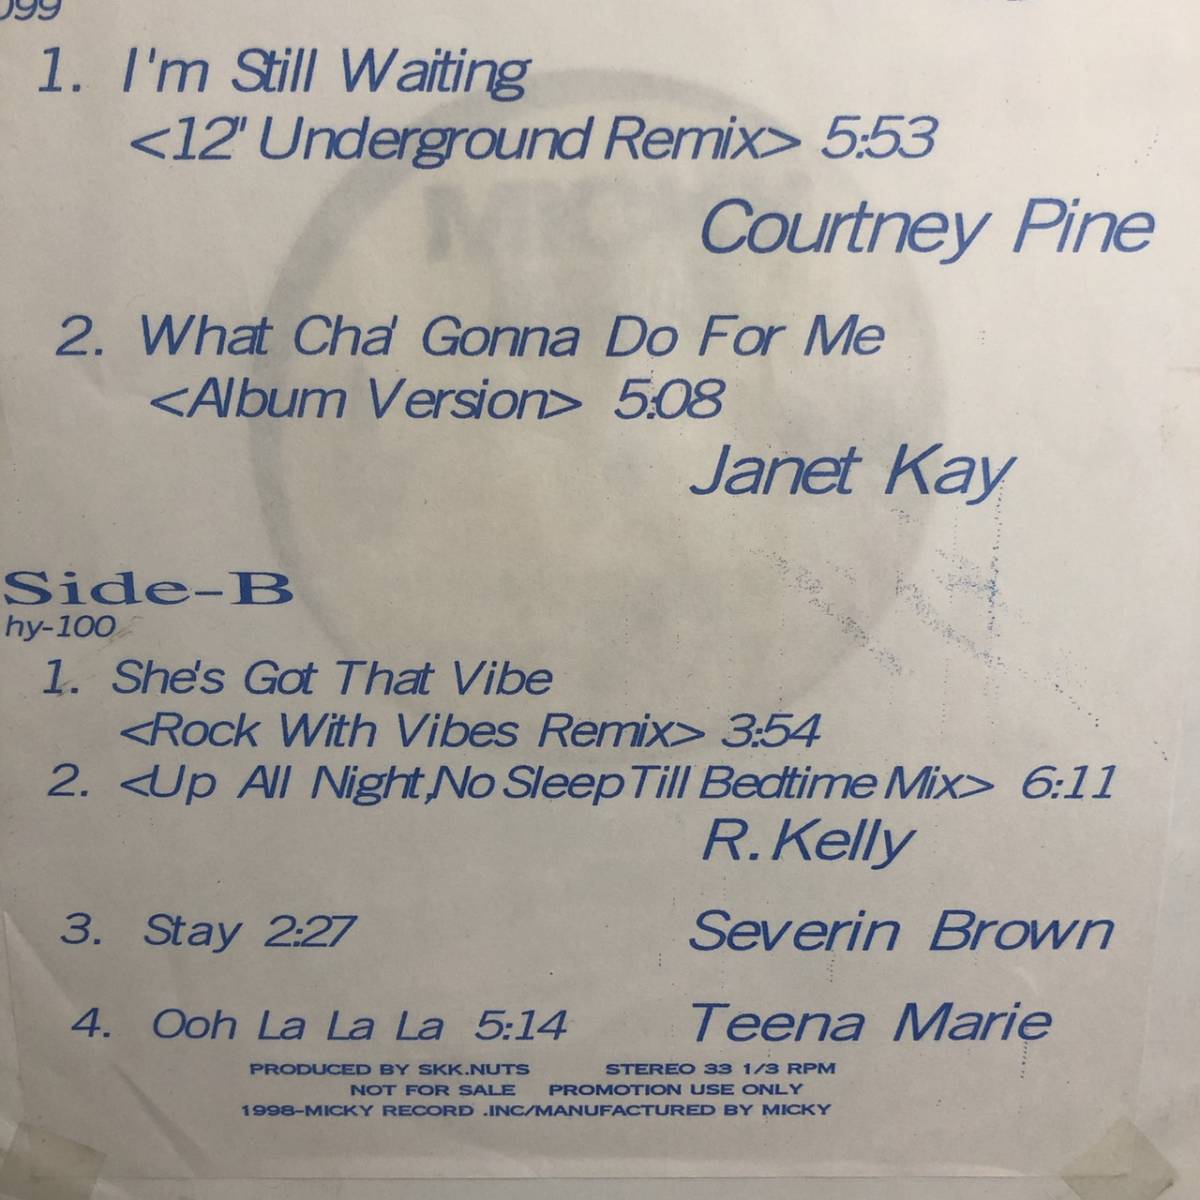 099
1. I'm Still Waiting
<12" Underground Remix> 5:53
Courtney Pine
2. What Cha' Gonna Do For Me
<Album Version> 5:08
Janet Kay
Side-B
hy-100
1. She's Got That Vibe
<Rock With Vibes Remix> 3:54
2. <Up All Night,No Sleep Till Bedtime Mix> 6:11
R.Kelly
3. Stay 2:27 Severin Brown
4. Ooh La La La 5:14 Teena Marie
PRODUCED BY SKK.NUTS STEREO 33 1/3 RPM
NOT FOR SALE PROMOTION USE ONLY
1998-MICKY RECORD .INC/MANUFACTURED BY MICKY